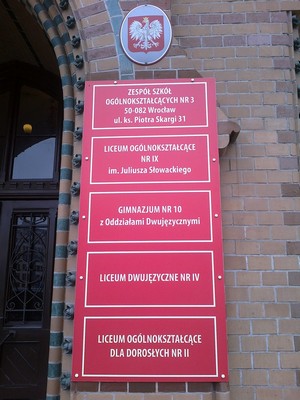 ZESPÓŁ SZKÓŁ
OGÓLNOKSZTAŁCĄCYCH NR 3
50-082 Wrocław
ul. ks. Piotra Skargi 31
LICEUM OGÓLNOKSZTAŁCĄCE
NR IX
im. Juliusza Słowackiego
GIMNAZJUM NR 10
z Oddziałami Dwujęzycznymi
LICEUM DWUJĘZYCZNE NR IV
LICEUM OGÓLNOKSZTAŁCĄCE
DLA DOROSŁYCH NR II